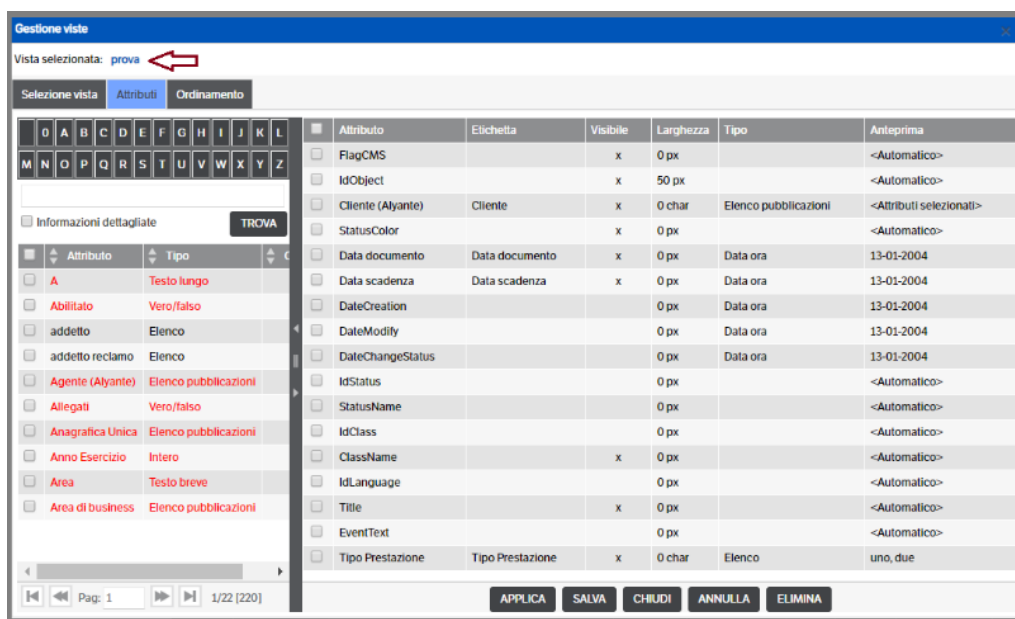 Gestione viste
Vista selezionata: prova
Selezione vista Attributi Ordinamento
0 A B C D E F G H I J K L
M N O P Q R S T U V W X Y Z
Informazioni dettagliate TROVA
Attributo Tipo
A Testo lungo
Abilitato Vero/falso
addetto Elenco
addetto reclamo Elenco
Agente (Alyante) Elenco pubblicazioni
Allegati Vero/falso
Anagrafica Unica Elenco pubblicazioni
Anno Esercizio Intero
Area Testo breve
Area di business Elenco pubblicazioni
Pag: 1 1/22 [220]
Attributo Etichetta Visibile Larghezza Tipo Anteprima
FlagCMS x 0 px <Automatico>
IdObject x 50 px <Automatico>
Cliente (Alyante) Cliente x 0 char Elenco pubblicazioni <Attributi selezionati>
StatusColor x 0 px <Automatico>
Data documento Data documento x 0 px Data ora 13-01-2004
Data scadenza Data scadenza x 0 px Data ora 13-01-2004
DateCreation 0 px Data ora 13-01-2004
DateModify 0 px Data ora 13-01-2004
DateChangeStatus 0 px Data ora 13-01-2004
IdStatus 0 px <Automatico>
StatusName 0 px <Automatico>
IdClass 0 px <Automatico>
ClassName x 0 px <Automatico>
IdLanguage 0 px <Automatico>
Title x 0 px <Automatico>
EventText 0 px <Automatico>
Tipo Prestazione Tipo Prestazione x 0 char Elenco uno, due
APPLICA SALVA CHIUDI ANNULLA ELIMINA